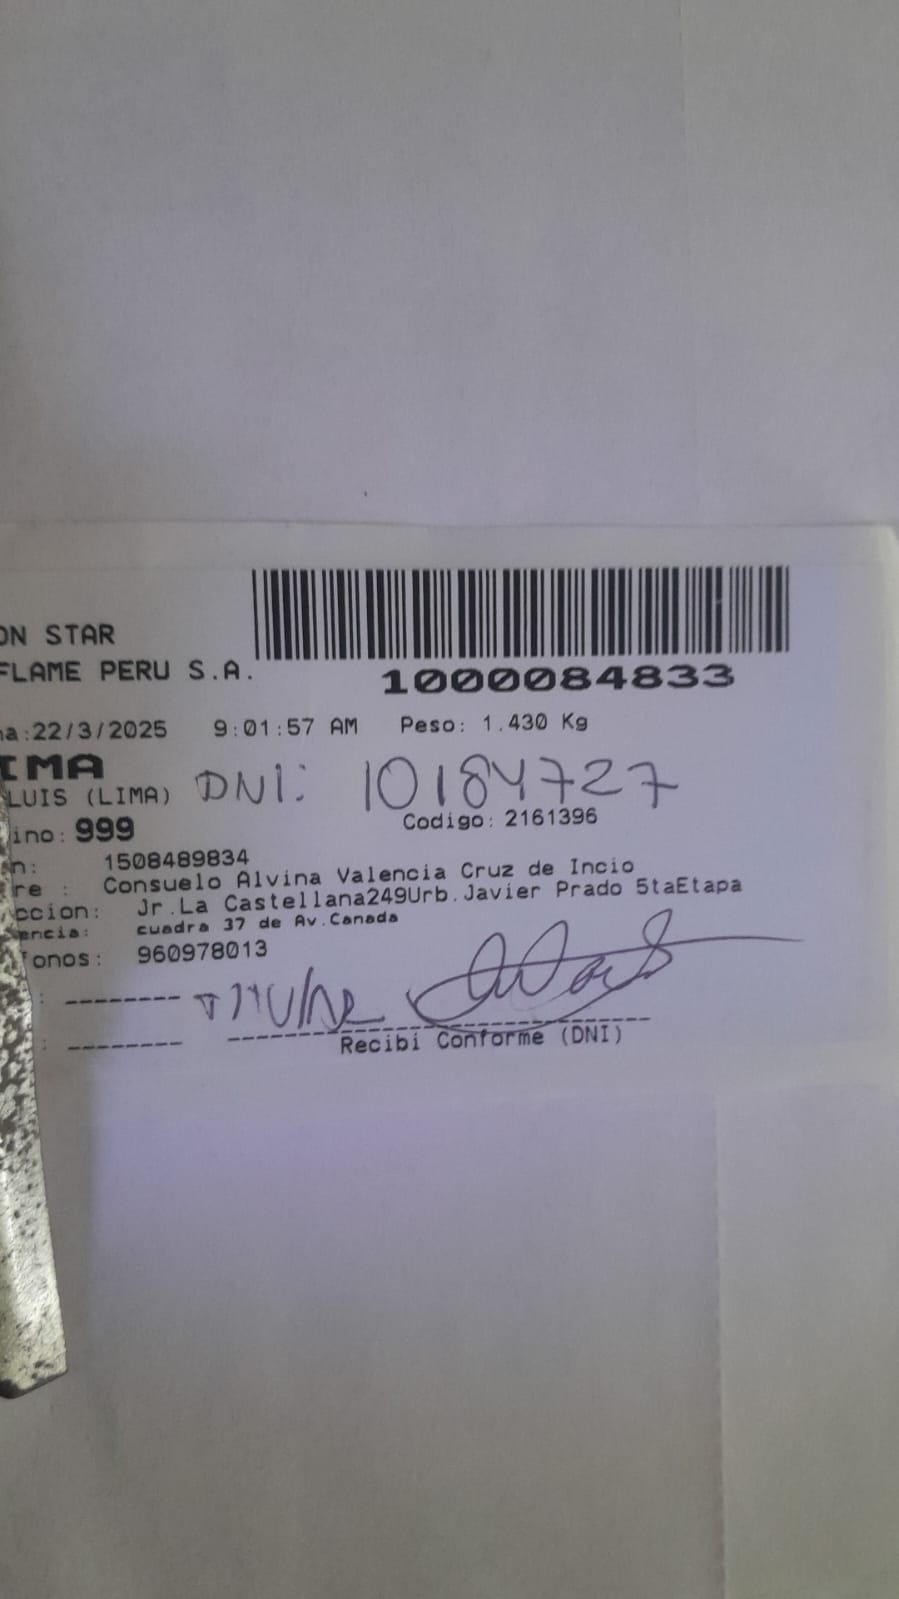 ON STAR
FLAME PERU S.A.
1000084833
a:22/3/2025 9:01:57 AM Peso: 1.430 Kg
IMA
LUIS (LIMA) DNI: 10184727
ino: 999 Codigo: 2161396
n: 1508489834
re : Consuelo Alvina Valencia Cruz de Incio
ccion: Jr.La Castellana249Urb.Javier Prado 5taEtapa
encia: cuadra 37 de Av.Canada
fonos: 960978013
: --------
: --------
Recibi Conforme (DNI)